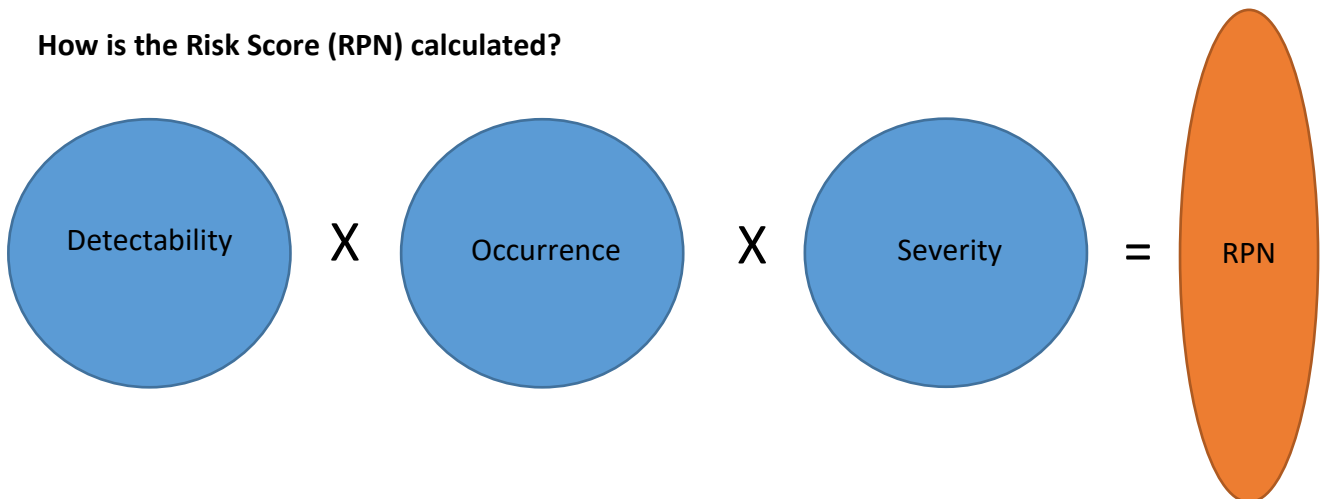 How is the Risk Score (RPN) calculated?
Detectability X Occurrence X Severity = RPN